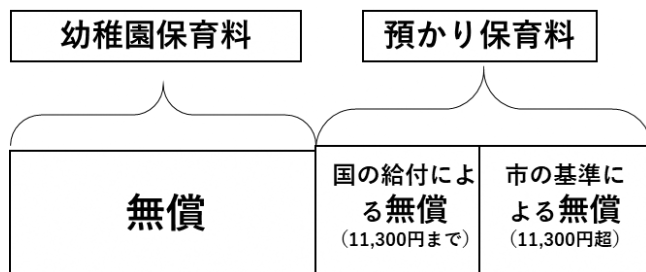 幼稚園保育料
預かり保育料
無償
国の給付によ
る無償
（11,300円まで）
市の基準に
よる無償
（11,300円超）